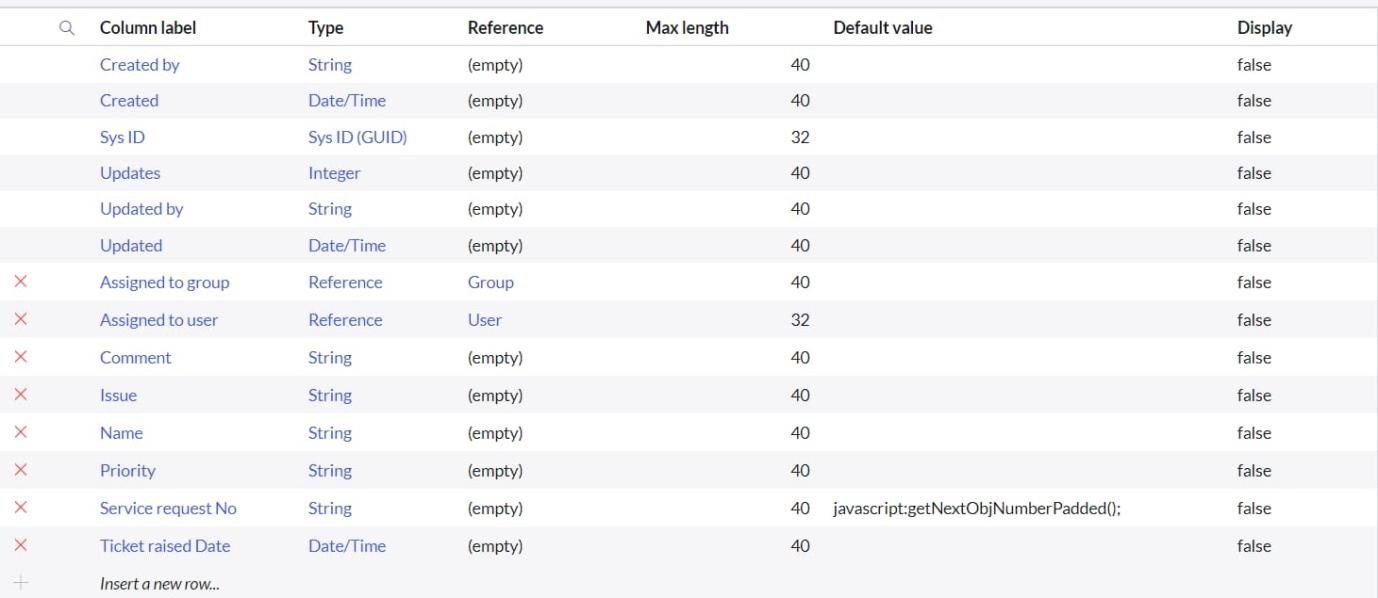 Column label Type Reference Max length Default value Display
Created by String (empty) 40 false
Created Date/Time (empty) 40 false
Sys ID Sys ID (GUID) (empty) 32 false
Updates Integer (empty) 40 false
Updated by String (empty) 40 false
Updated Date/Time (empty) 40 false
Assigned to group Reference Group 40 false
Assigned to user Reference User 32 false
Comment String (empty) 40 false
Issue String (empty) 40 false
Name String (empty) 40 false
Priority String (empty) 40 false
Service request No String (empty) 40 javascript:getNextObjNumberPadded(); false
Ticket raised Date Date/Time (empty) 40 false
Insert a new row...